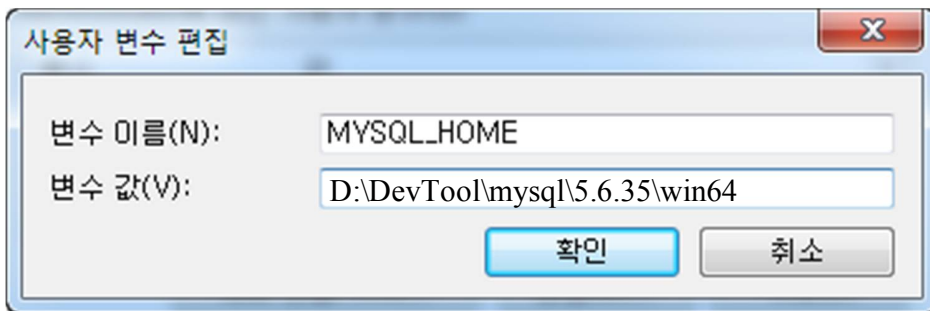 사용자 변수 편집
변수 이름(N): MYSQL_HOME
변수 값(V): D:\DevTool\mysql\5.6.35\win64
확인 취소